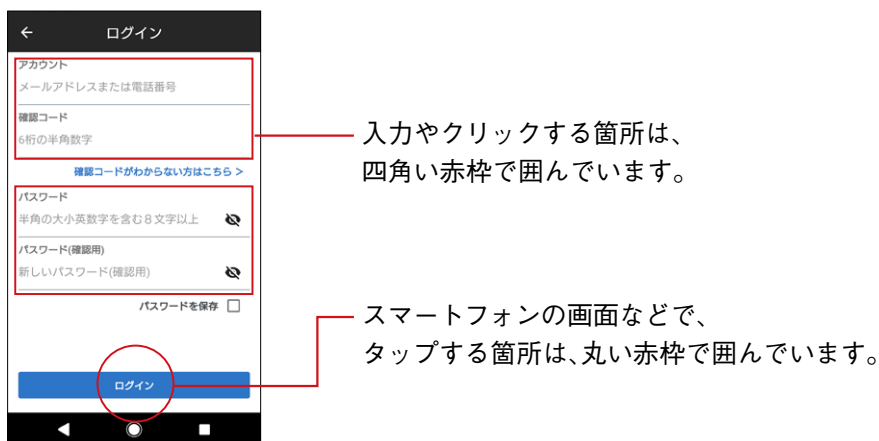 ログイン
アカウント
メールアドレスまたは電話番号
確認コード
6桁の半角数字
確認コードがわからない方はこちら >
パスワード
半角の大小英数字を含む8文字以上
パスワード(確認用)
新しいパスワード(確認用)
パスワードを保存
ログイン
入力やクリックする箇所は、
四角い赤枠で囲んでいます。
スマートフォンの画面などで、
タップする箇所は、丸い赤枠で囲んでいます。